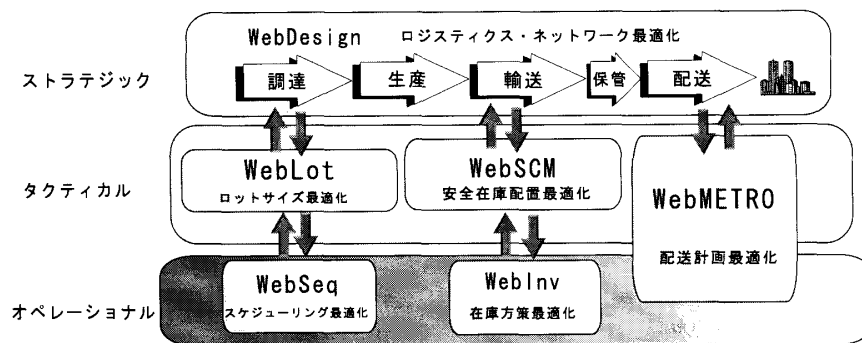 WebDesign ロジスティクス・ネットワーク最適化
ストラテジック
調達 生産 輸送 保管 配送
タクティカル
WebLot
ロットサイズ最適化
WebSCM
安全在庫配置最適化
WebMETRO
配送計画最適化
オペレーショナル
WebSeq
スケジューリング最適化
WebInv
在庫方策最適化